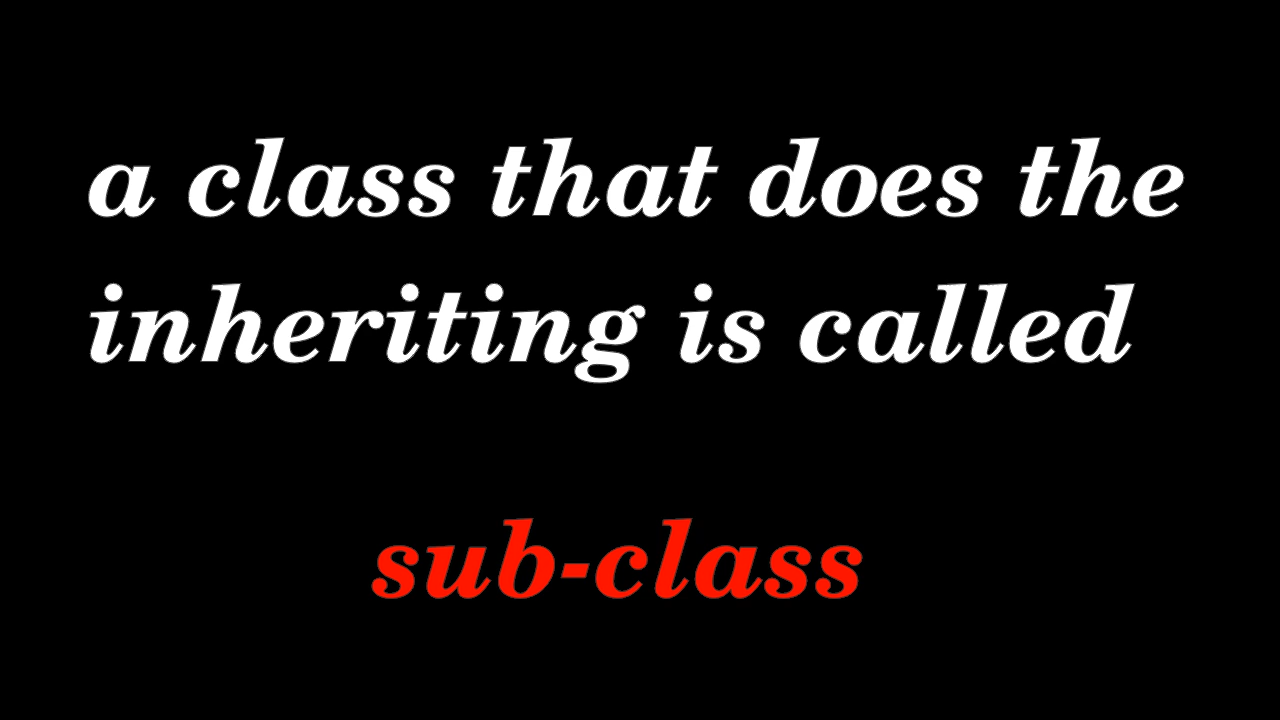 a class that does the
inheriting is called
sub-class